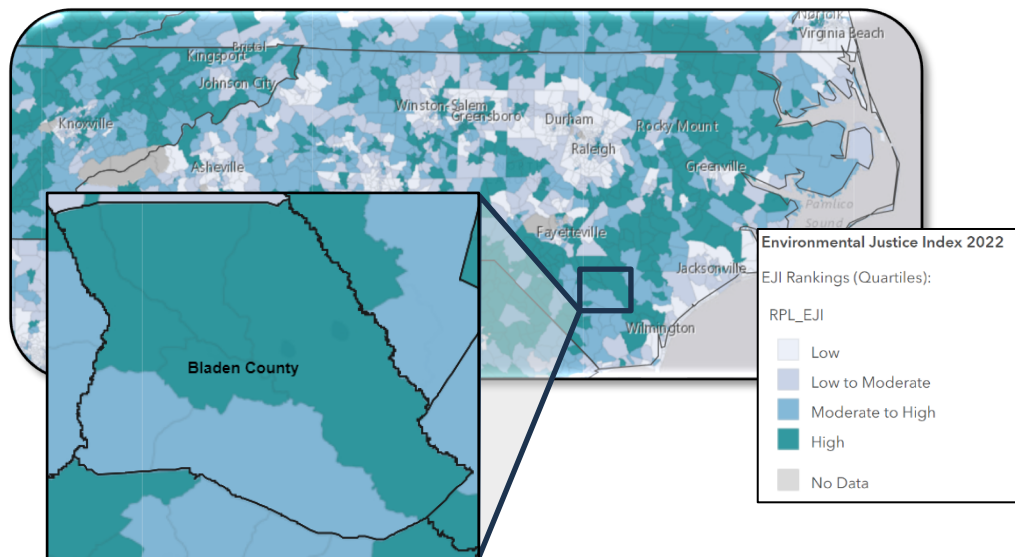 Norfolk
Virginia Beach
Bristol
Kingsport
Johnson City
Winston-Salem
Greensboro
Durham
Rocky Mount
Knoxville
Raleigh
Asheville
Greenville
Pamlico
Sound
Fayetteville
Jacksonville
Wilmington
Bladen County
Environmental Justice Index 2022
EJI Rankings (Quartiles):
RPL_EJI
Low
Low to Moderate
Moderate to High
High
No Data